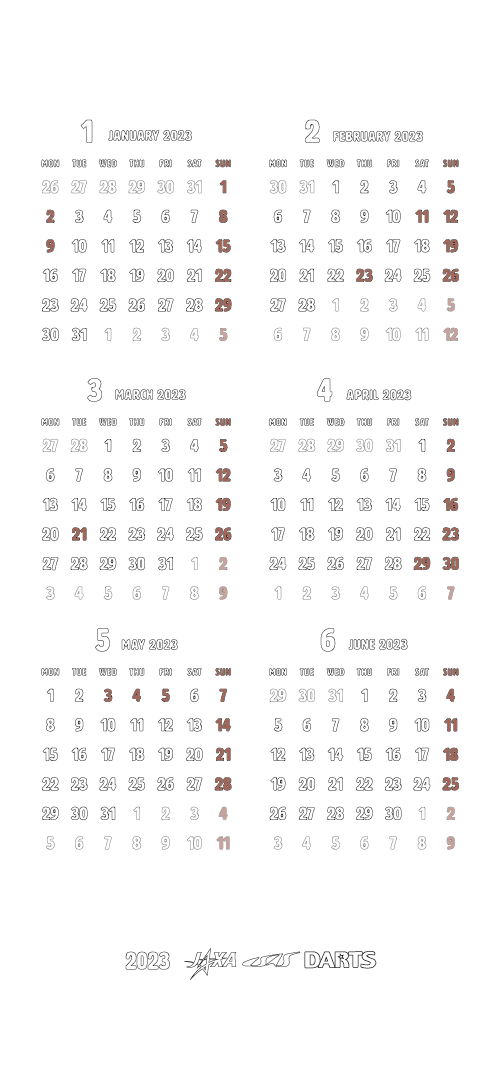 1 JANUARY 2023
MON TUE WED THU FRI SAT SUN
26 27 28 29 30 31 1
2 3 4 5 6 7 8
9 10 11 12 13 14 15
16 17 18 19 20 21 22
23 24 25 26 27 28 29
30 31 1 2 3 4 5
2 FEBRUARY 2023
MON TUE WED THU FRI SAT SUN
30 31 1 2 3 4 5
6 7 8 9 10 11 12
13 14 15 16 17 18 19
20 21 22 23 24 25 26
27 28 1 2 3 4 5
6 7 8 9 10 11 12
3 MARCH 2023
MON TUE WED THU FRI SAT SUN
27 28 1 2 3 4 5
6 7 8 9 10 11 12
13 14 15 16 17 18 19
20 21 22 23 24 25 26
27 28 29 30 31 1 2
3 4 5 6 7 8 9
4 APRIL 2023
MON TUE WED THU FRI SAT SUN
27 28 29 30 31 1 2
3 4 5 6 7 8 9
10 11 12 13 14 15 16
17 18 19 20 21 22 23
24 25 26 27 28 29 30
1 2 3 4 5 6 7
5 MAY 2023
MON TUE WED THU FRI SAT SUN
1 2 3 4 5 6 7
8 9 10 11 12 13 14
15 16 17 18 19 20 21
22 23 24 25 26 27 28
29 30 31 1 2 3 4
5 6 7 8 9 10 11
6 JUNE 2023
MON TUE WED THU FRI SAT SUN
29 30 31 1 2 3 4
5 6 7 8 9 10 11
12 13 14 15 16 17 18
19 20 21 22 23 24 25
26 27 28 29 30 1 2
3 4 5 6 7 8 9
2023 JAXA ISAS DARTS